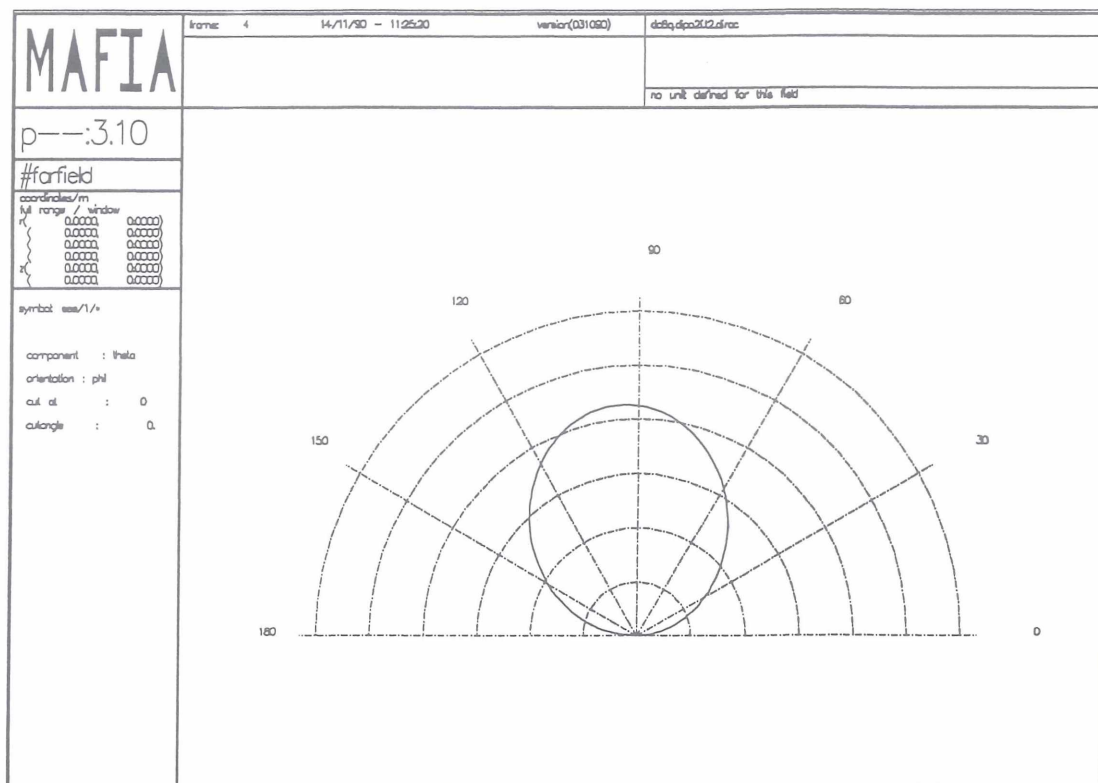 MAFIA
frame: 4 14/11/90 - 11:25:20 version(031090)
no unit defined for this field
p--:3.10
#farfield
coordinates/m
full range / window
r( 0.0000, 0.0000)
( 0.0000, 0.0000)
( 0.0000, 0.0000)
( 0.0000, 0.0000)
z( 0.0000, 0.0000)
( 0.0000, 0.0000)
symbol:
component : theta
orientation : phi
cut at : 0
cutangle : 0.
90
120
60
150
30
180
0